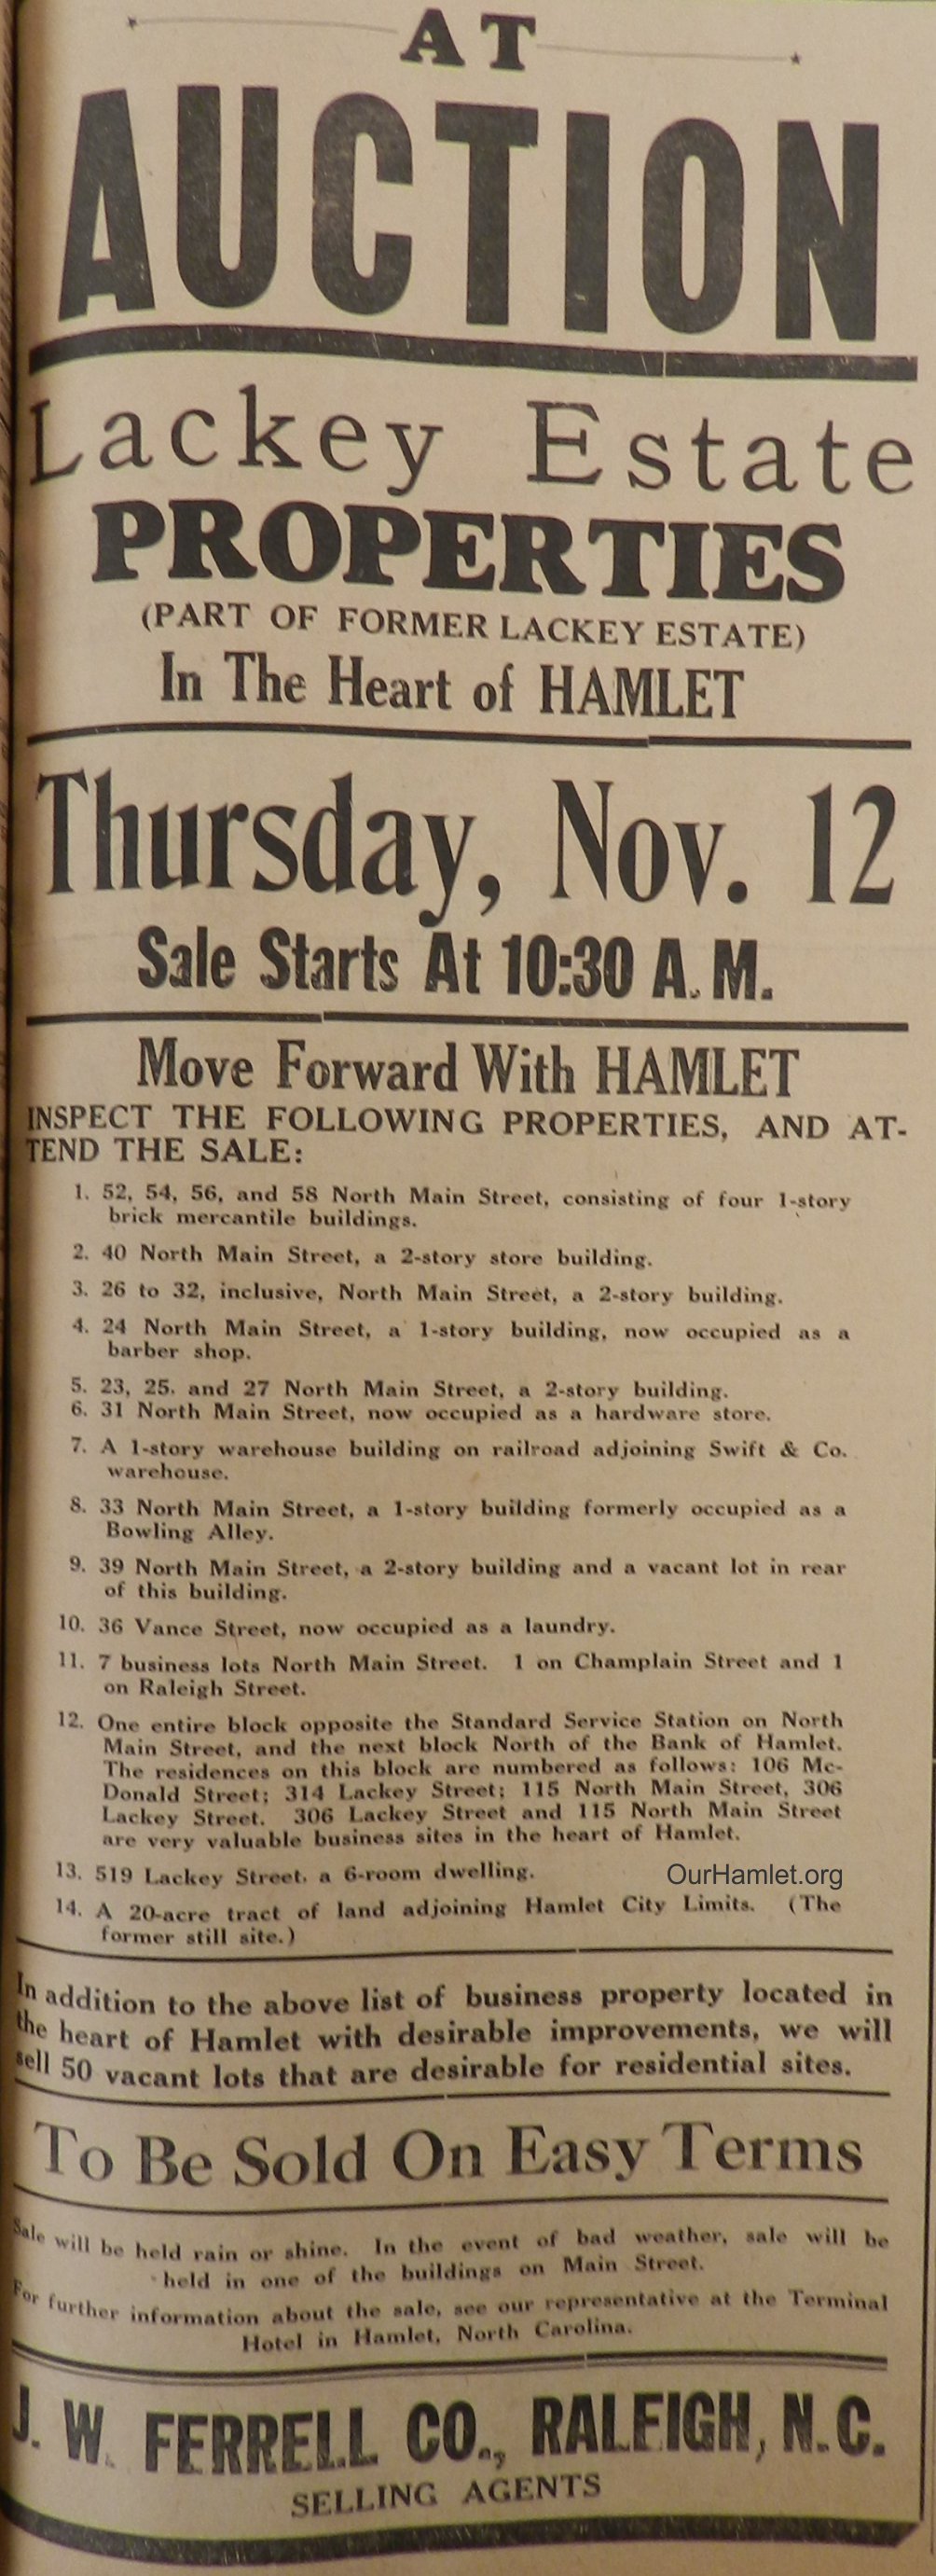 AT
AUCTION
Lackey Estate
PROPERTIES
(PART OF FORMER LACKEY ESTATE)
In The Heart of HAMLET
Thursday, Nov. 12
Sale Starts At 10:30 A. M.
Move Forward With HAMLET
INSPECT THE FOLLOWING PROPERTIES, AND AT-
TEND THE SALE:
1. 52, 54, 56, and 58 North Main Street, consisting of four 1-story
brick mercantile buildings.
2. 40 North Main Street, a 2-story store building.
3. 26 to 32, inclusive, North Main Street, a 2-story building.
4. 24 North Main Street, a 1-story building, now occupied as a
barber shop.
5. 23, 25. and 27 North Main Street, a 2-story building.
6. 31 North Main Street, now occupied as a hardware store.
7. A 1-story warehouse building on railroad adjoining Swift & Co.
warehouse.
8. 33 North Main Street, a 1-story building formerly occupied as a
Bowling Alley.
9. 39 North Main Street, a 2-story building and a vacant lot in rear
of this building.
10. 36 Vance Street, now occupied as a laundry.
11. 7 business lots North Main Street. 1 on Champlain Street and 1
on Raleigh Street.
12. One entire block opposite the Standard Service Station on North
Main Street, and the next block North of the Bank of Hamlet.
The residences on this block are numbered as follows: 106 Mc-
Donald Street; 314 Lackey Street; 115 North Main Street, 306
Lackey Street. 306 Lackey Street and 115 North Main Street
are very valuable business sites in the heart of Hamlet.
13. 519 Lackey Street, a 6-room dwelling.
OurHamlet.org
14. A 20-acre tract of land adjoining Hamlet City Limits. (The
former still site.)
In addition to the above list of business property located in
the heart of Hamlet with desirable improvements, we will
sell 50 vacant lots that are desirable for residential sites.
To Be Sold On Easy Terms
Sale will be held rain or shine. In the event of bad weather, sale will be
held in one of the buildings on Main Street.
For further information about the sale, see our representative at the Terminal
Hotel in Hamlet, North Carolina.
J. W. FERRELL CO., RALEIGH, N. C.
SELLING AGENTS